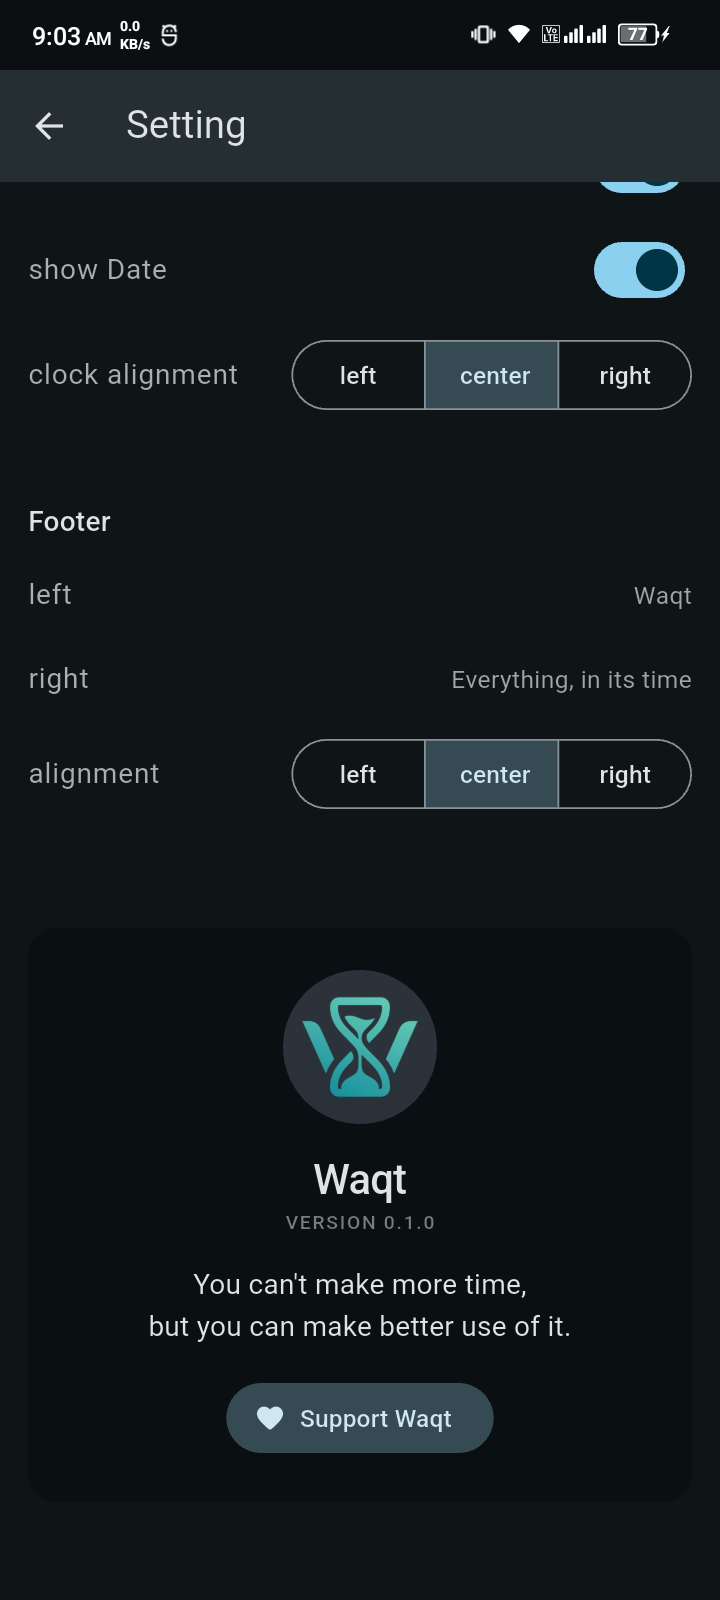 9:03 AM 0.0 KB/s Vo LTE 77
Setting
show Date
clock alignment left center right
Footer
left Waqt
right Everything, in its time
alignment left center right
Waqt
VERSION 0.1.0
You can't make more time,
but you can make better use of it.
Support Waqt